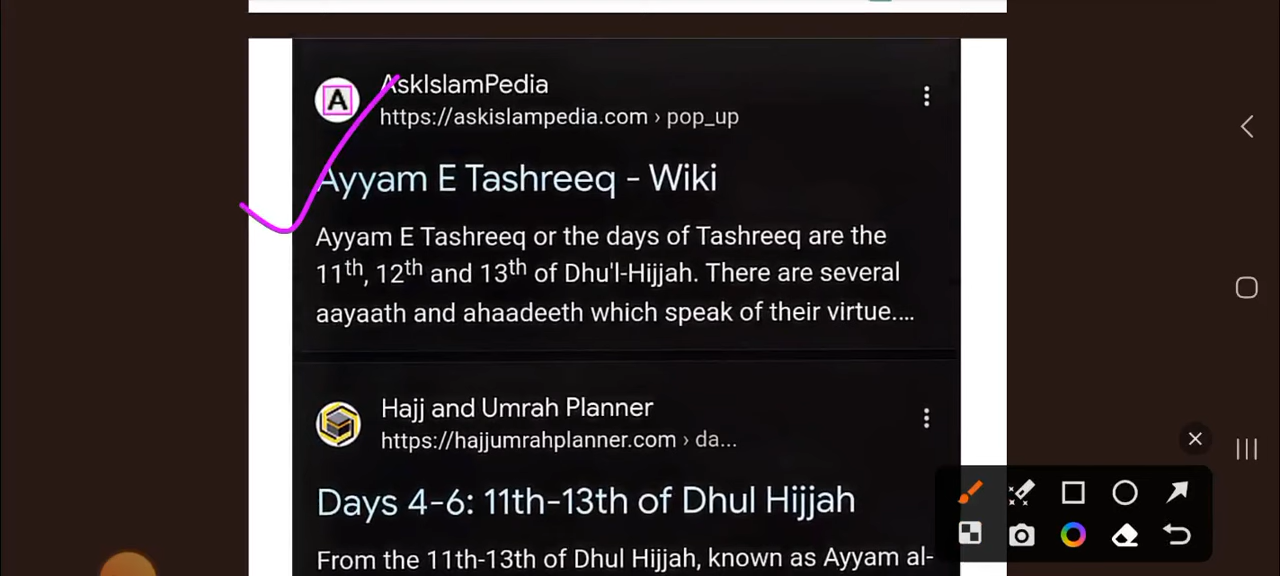 AskIslamPedia
https://askislampedia.com › pop_up
Ayyam E Tashreeq - Wiki
Ayyam E Tashreeq or the days of Tashreeq are the
11th, 12th and 13th of Dhu'l-Hijjah. There are several
aayaath and ahaadeeth which speak of their virtue....
Hajj and Umrah Planner
https://hajjumrahplanner.com › da...
Days 4-6: 11th-13th of Dhul Hijjah
From the 11th-13th of Dhul Hijjah, known as Ayyam al-